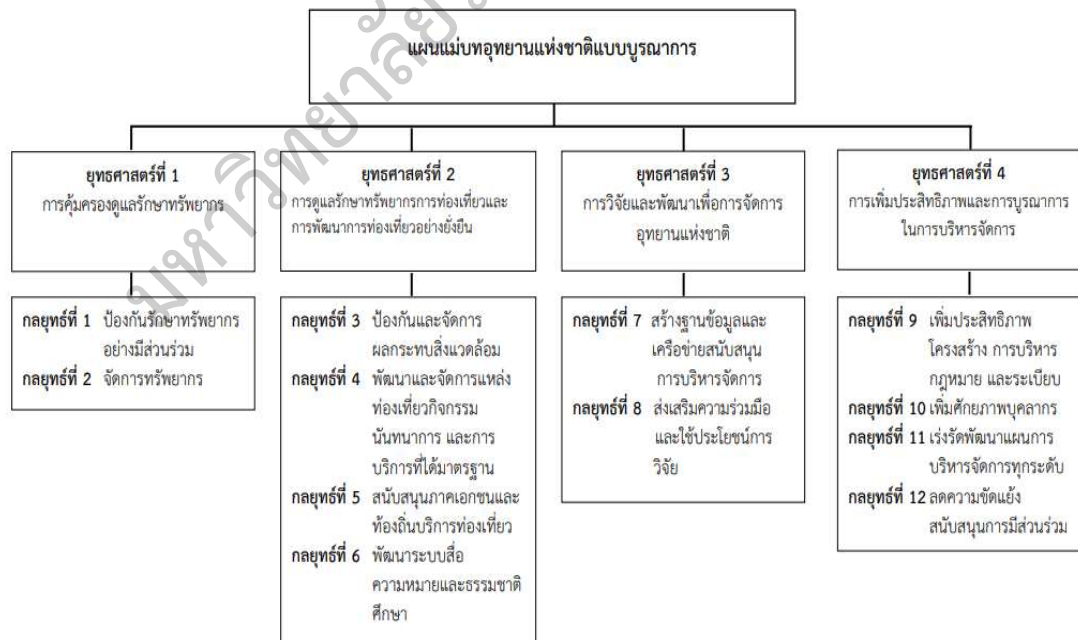 แผนแม่บทอุทยานแห่งชาติแบบบูรณาการ
ยุทธศาสตร์ที่ 1
การคุ้มครองดูแลรักษาทรัพยากร
ยุทธศาสตร์ที่ 2
การดูแลรักษาทรัพยากรการท่องเที่ยวและ
การพัฒนาการท่องเที่ยวอย่างยั่งยืน
ยุทธศาสตร์ที่ 3
การวิจัยและพัฒนาเพื่อการจัดการ
อุทยานแห่งชาติ
ยุทธศาสตร์ที่ 4
การเพิ่มประสิทธิภาพและการบูรณาการ
ในการบริหารจัดการ
กลยุทธ์ที่ 1 ป้องกันรักษาทรัพยากร
อย่างมีส่วนร่วม
กลยุทธ์ที่ 2 จัดการทรัพยากร
กลยุทธ์ที่ 3 ป้องกันและจัดการ
ผลกระทบสิ่งแวดล้อม
กลยุทธ์ที่ 4 พัฒนาและจัดการแหล่ง
ท่องเที่ยวกิจกรรม
นันทนาการ และการ
บริการที่ได้มาตรฐาน
กลยุทธ์ที่ 5 สนับสนุนภาคเอกชนและ
ท้องถิ่นบริการท่องเที่ยว
กลยุทธ์ที่ 6 พัฒนาระบบสื่อ
ความหมายและธรรมชาติ
ศึกษา
กลยุทธ์ที่ 7 สร้างฐานข้อมูลและ
เครือข่ายสนับสนุน
การบริหารจัดการ
กลยุทธ์ที่ 8 ส่งเสริมความร่วมมือ
และใช้ประโยชน์การ
วิจัย
กลยุทธ์ที่ 9 เพิ่มประสิทธิภาพ
โครงสร้าง การบริหาร
กฎหมาย และระเบียบ
กลยุทธ์ที่ 10 เพิ่มศักยภาพบุคลากร
กลยุทธ์ที่ 11 เร่งรัดพัฒนาแผนการ
บริหารจัดการทุกระดับ
กลยุทธ์ที่ 12 ลดความขัดแย้ง
สนับสนุนการมีส่วนร่วม
มหาวิทยาลัย